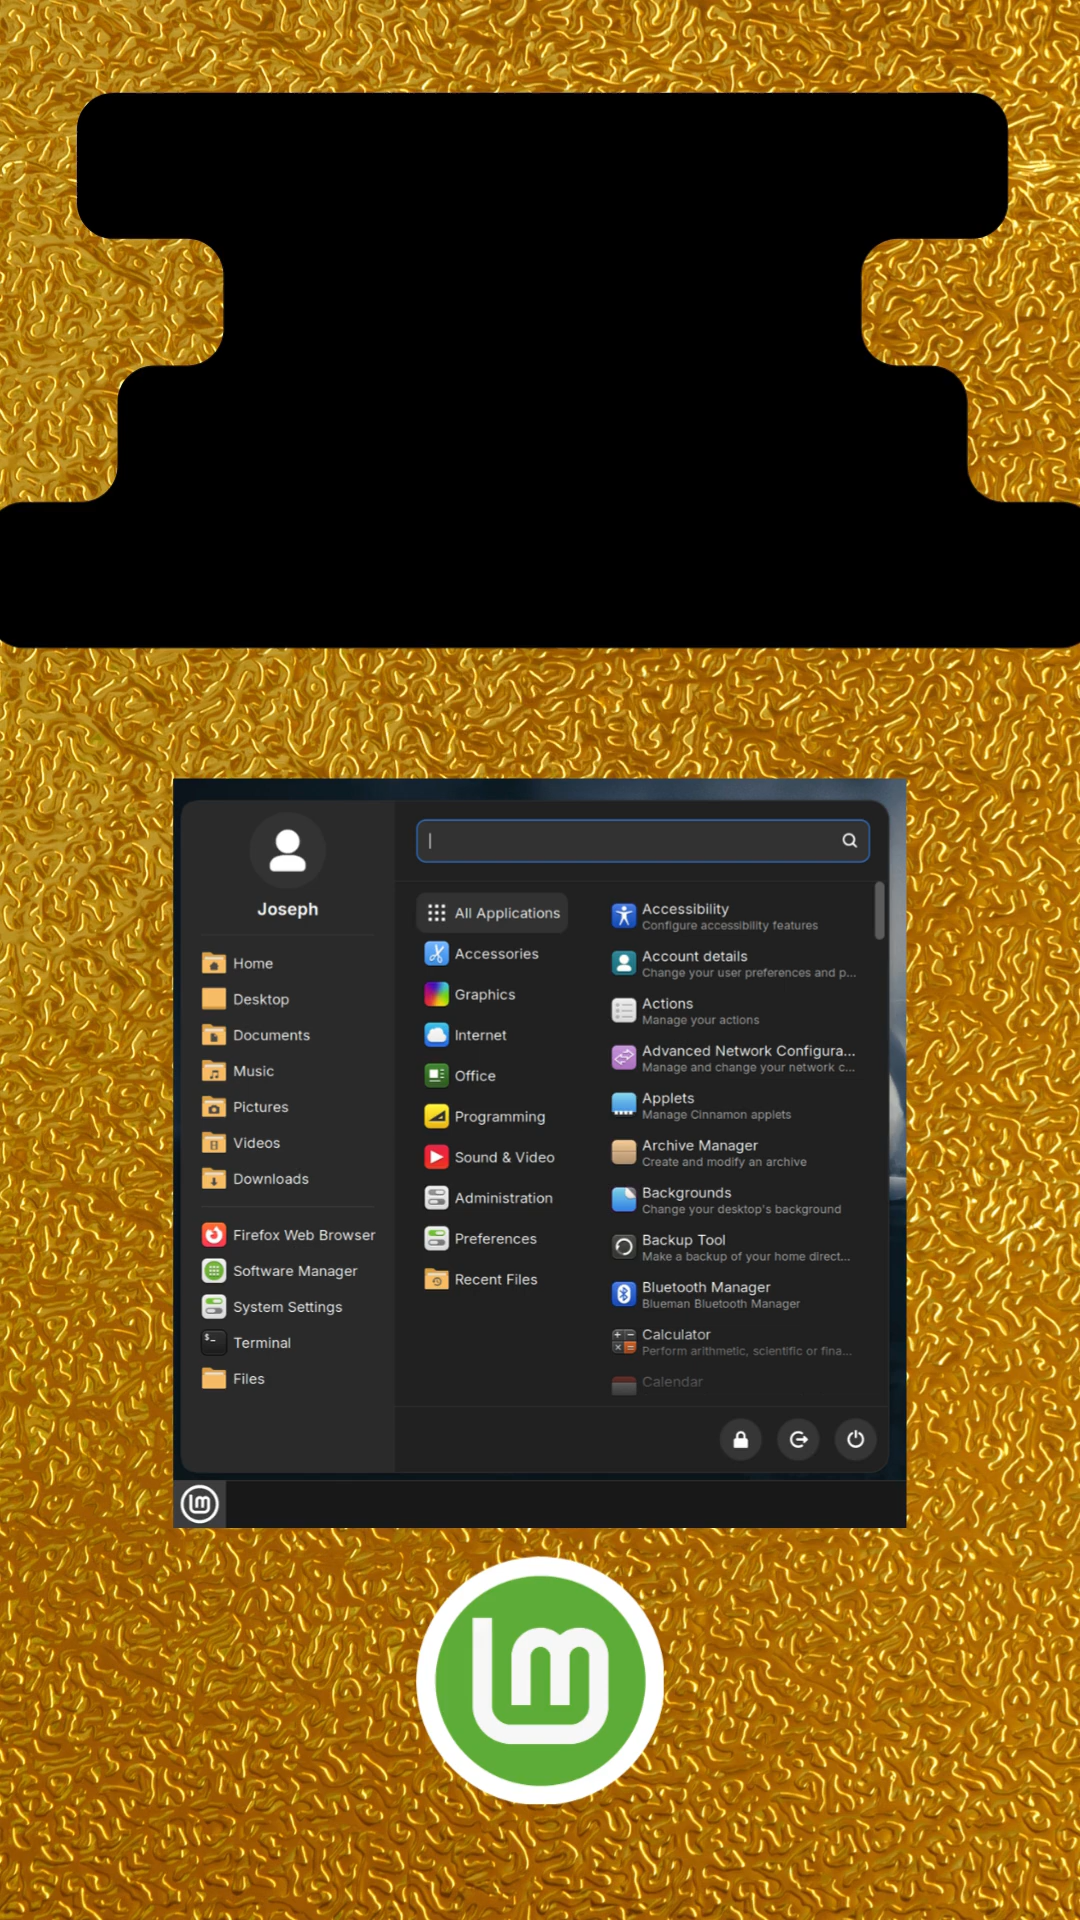 Joseph
Home
Desktop
Documents
Music
Pictures
Videos
Downloads
Firefox Web Browser
Software Manager
System Settings
Terminal
Files
All Applications
Accessories
Graphics
Internet
Office
Programming
Sound & Video
Administration
Preferences
Recent Files
Accessibility
Configure accessibility features
Account details
Change your user preferences and p...
Actions
Manage your actions
Advanced Network Configura...
Manage and change your network c...
Applets
Manage Cinnamon applets
Archive Manager
Create and modify an archive
Backgrounds
Change your desktop's background
Backup Tool
Make a backup of your home direct...
Bluetooth Manager
Blueman Bluetooth Manager
Calculator
Perform arithmetic, scientific or fina...
Calendar
lm
lm